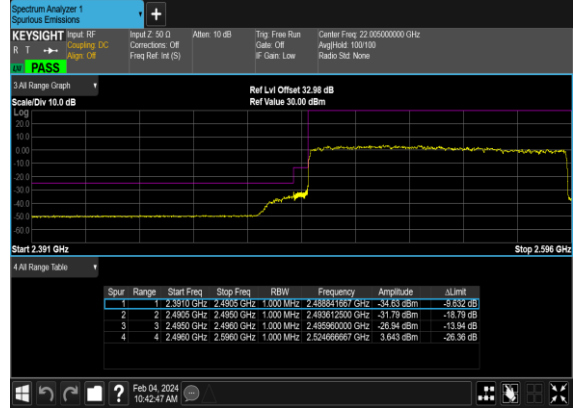 Spectrum Analyzer 1
Spurious Emissions
+
KEYSIGHT Input: RF Input Z: 50 Ω Atten: 10 dB Trig: Free Run Center Freq: 22.005000000 GHz
R T Coupling: DC Corrections: Off Gate: Off Avg|Hold: 100/100
Align: Off Freq Ref: Int (S) IF Gain: Low Radio Std: None
PASS
3 All Range Graph
Ref Lvl Offset 32.98 dB
Scale/Div 10.0 dB Ref Value 30.00 dBm
Log
20.0
10.0
0.00
-10.0
-20.0
-30.0
-40.0
-50.0
-60.0
Start 2.391 GHz Stop 2.596 GHz
4 All Range Table
Spur Range Start Freq Stop Freq RBW Frequency Amplitude ΔLimit
1 1 2.3910 GHz 2.4905 GHz 1.000 MHz 2.488841667 GHz -34.63 dBm -9.632 dB
2 2 2.4905 GHz 2.4950 GHz 1.000 MHz 2.493612500 GHz -31.79 dBm -18.79 dB
3 3 2.4950 GHz 2.4960 GHz 1.000 MHz 2.495960000 GHz -26.94 dBm -13.94 dB
4 4 2.4960 GHz 2.5960 GHz 1.000 MHz 2.524666667 GHz 3.643 dBm -26.36 dB
? Feb 04, 2024
10:42:47 AM